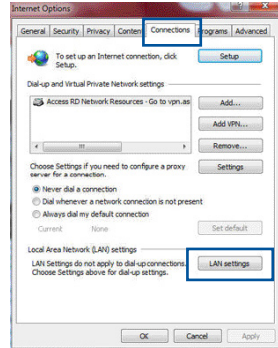 Internet Options
General Security Privacy Content Connections Programs Advanced
To set up an Internet connection, click
Setup.
Setup
Dial-up and Virtual Private Network settings
Access RD Network Resources - Go to vpn.as
Add...
Add VPN...
Remove...
Choose Settings if you need to configure a proxy
server for a connection.
Settings
Never dial a connection
Dial whenever a network connection is not present
Always dial my default connection
Current None
Set default
Local Area Network (LAN) settings
LAN Settings do not apply to dial-up connections.
Choose Settings above for dial-up settings.
LAN settings
OK Cancel Apply